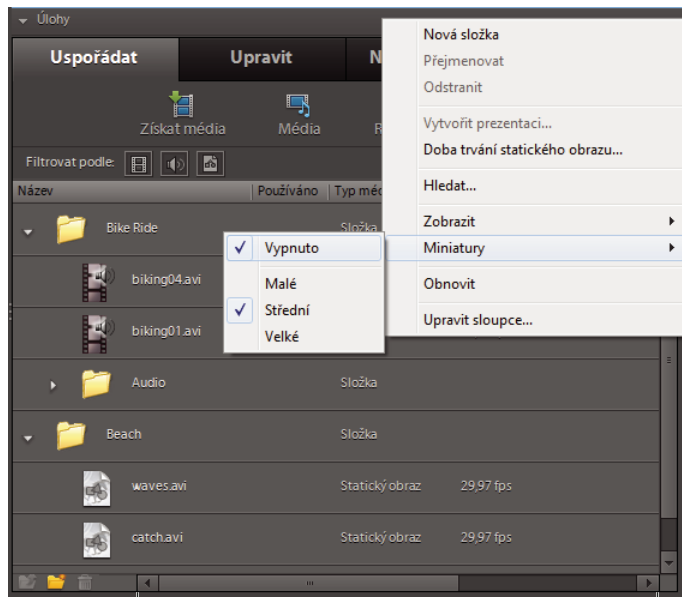 Úlohy
Uspořádat Upravit N
Získat média Média R
Filtrovat podle:
Název Používáno Typ méd
Bike Ride Složka
biking04.avi
biking01.avi
Audio Složka
Beach Složka
waves.avi Statický obraz 29,97 fps
catch.avi Statický obraz 29,97 fps
Nová složka
Přejmenovat
Odstranit
Vytvořit prezentaci...
Doba trvání statického obrazu...
Hledat...
Zobrazit
Miniatury
Obnovit
Upravit sloupce...
Vypnuto
Malé
Střední
Velké